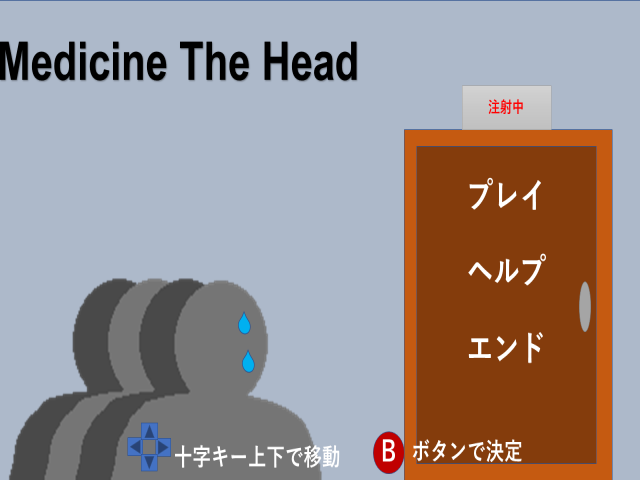 Medicine The Head
注射中
プレイ
ヘルプ
エンド
十字キー上下で移動
B ボタンで決定